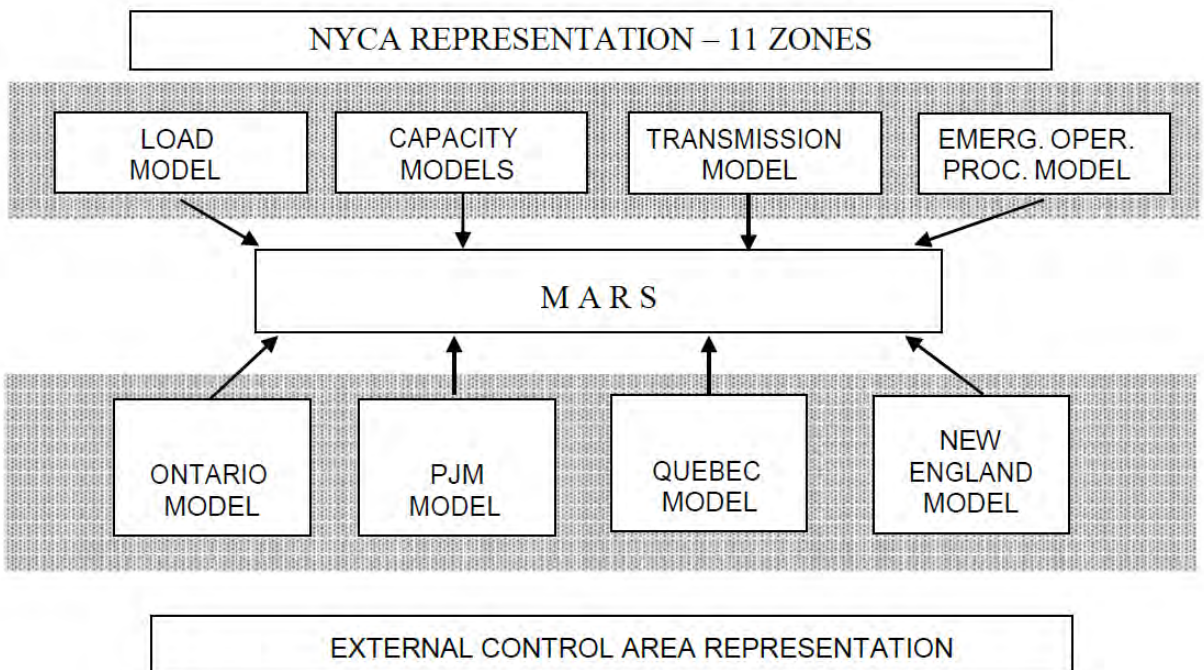 NYCA REPRESENTATION – 11 ZONES
LOAD
MODEL
CAPACITY
MODELS
TRANSMISSION
MODEL
EMERG. OPER.
PROC. MODEL
M A R S
ONTARIO
MODEL
PJM
MODEL
QUEBEC
MODEL
NEW
ENGLAND
MODEL
EXTERNAL CONTROL AREA REPRESENTATION